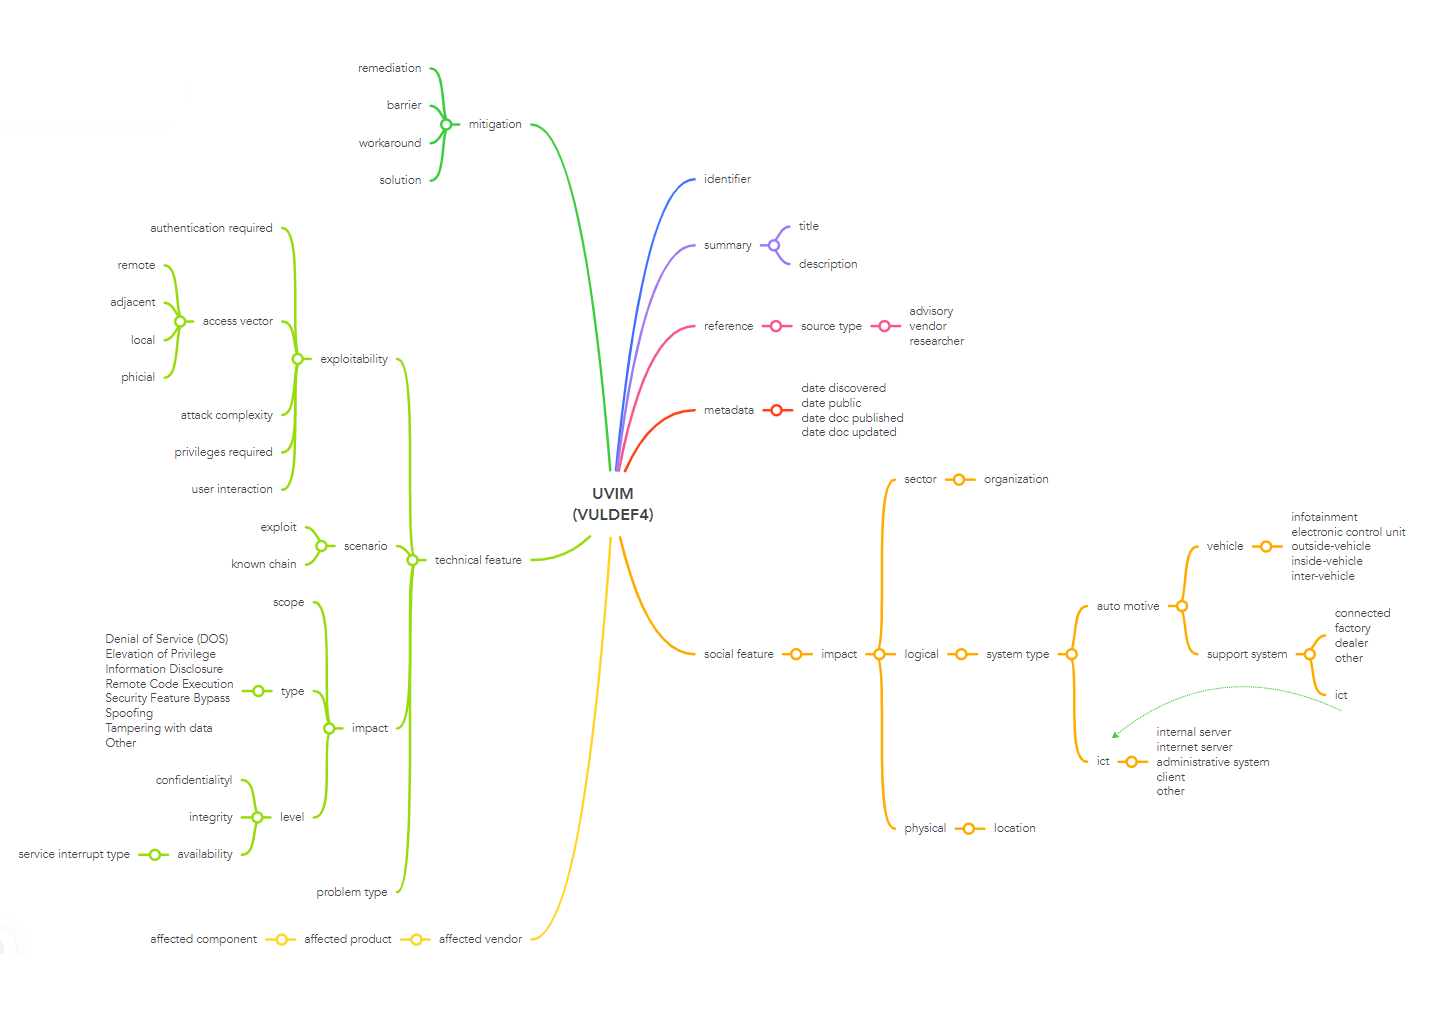 UVIM
(VULDEF4)
mitigation
remediation
barrier
workaround
solution
technical feature
exploitability
authentication required
access vector
remote
adjacent
local
phicial
attack complexity
privileges required
user interaction
scenario
exploit
known chain
impact
scope
type
Denial of Service (DOS)
Elevation of Privilege
Information Disclosure
Remote Code Execution
Security Feature Bypass
Spoofing
Tampering with data
Other
level
confidentialityl
integrity
availability
service interrupt type
problem type
affected vendor
affected product
affected component
identifier
summary
title
description
reference
source type
advisory
vendor
researcher
metadata
date discovered
date public
date doc published
date doc updated
social feature
impact
sector
organization
logical
system type
auto motive
vehicle
infotainment
electronic control unit
outside-vehicle
inside-vehicle
inter-vehicle
support system
connected
factory
dealer
other
ict
ict
internal server
internet server
administrative system
client
other
physical
location